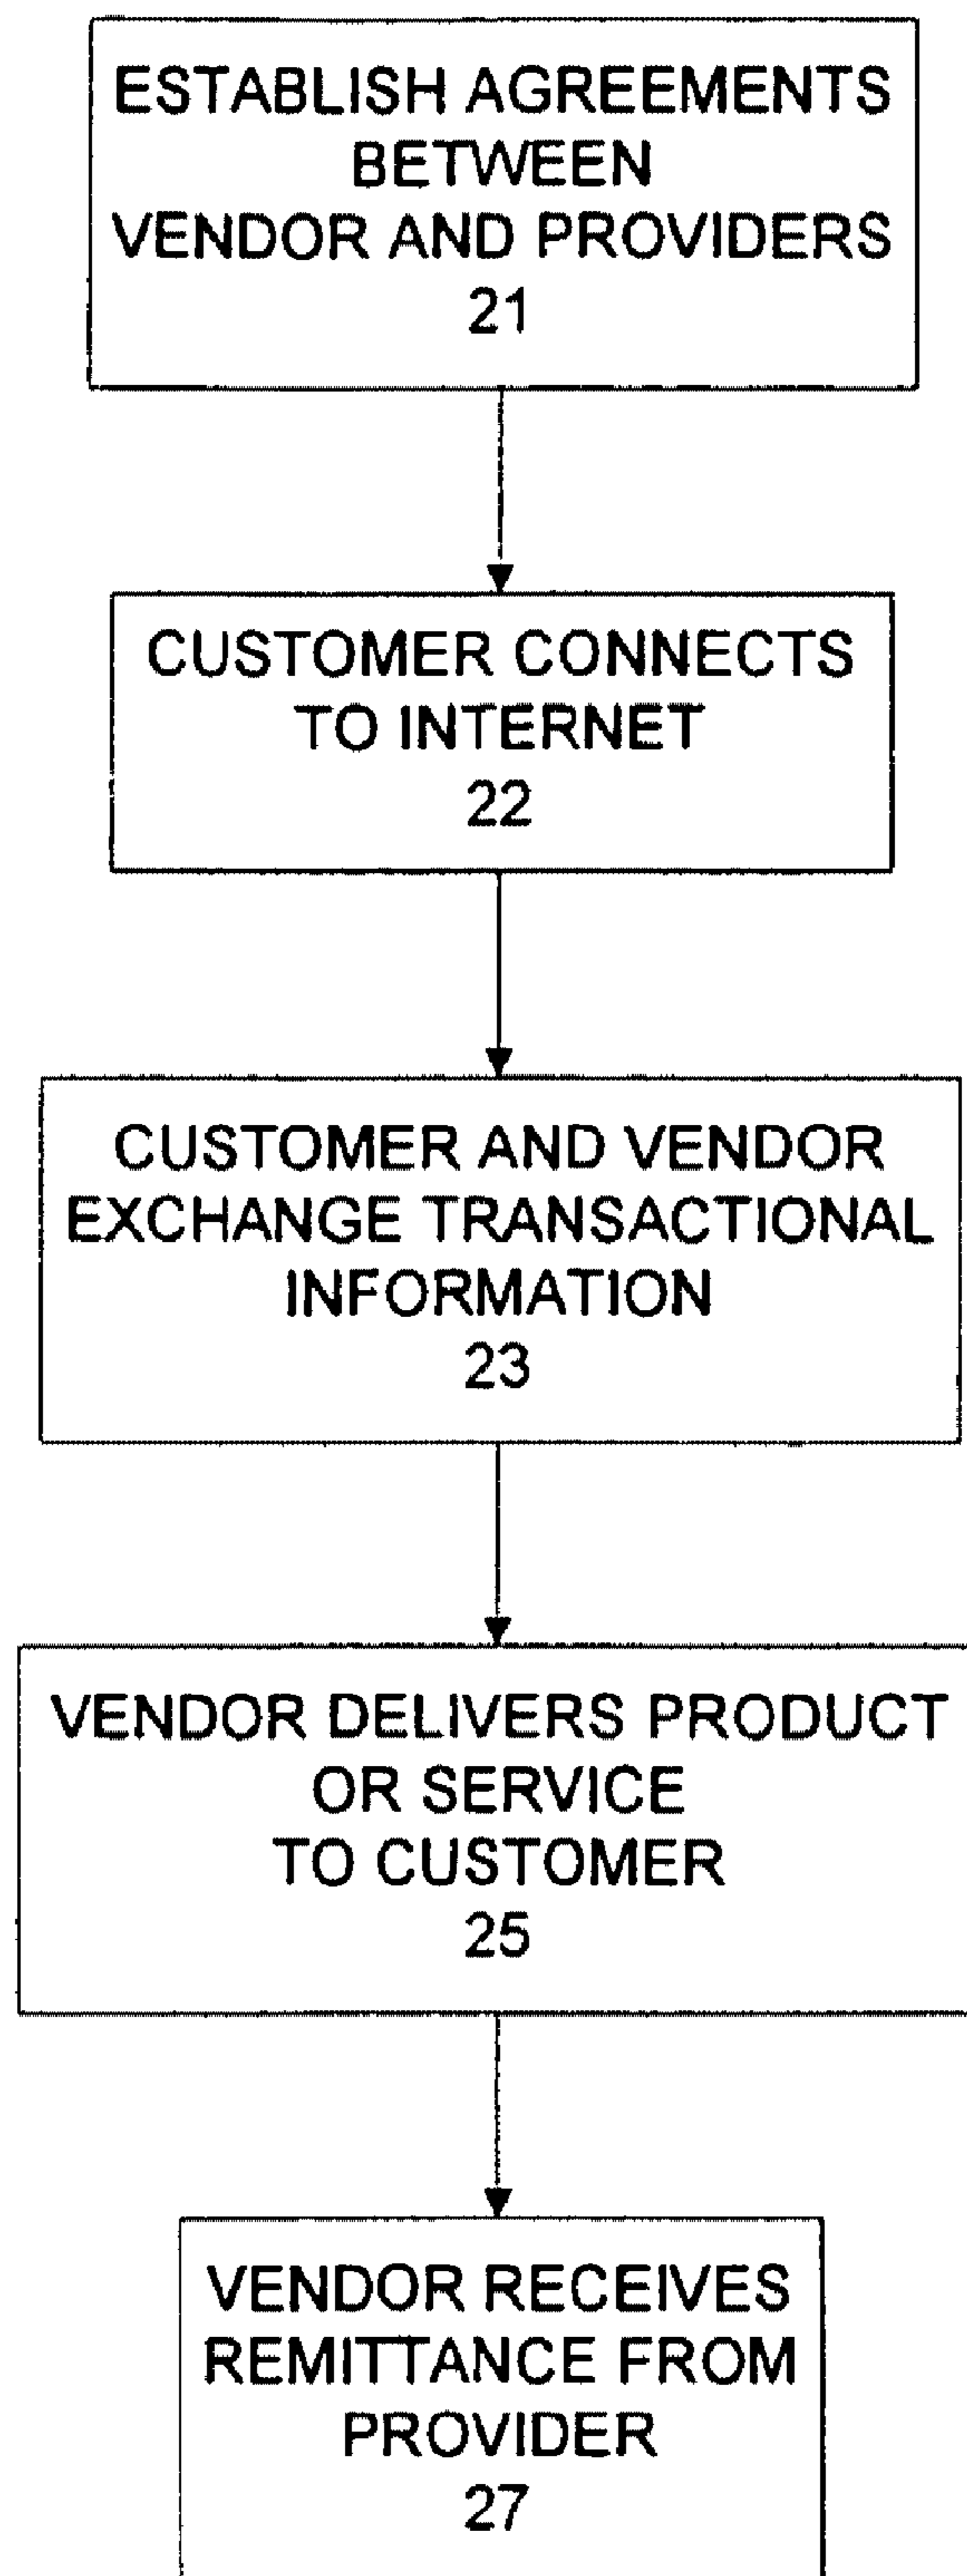 ESTABLISH AGREEMENTS
BETWEEN
VENDOR AND PROVIDERS
21
CUSTOMER CONNECTS
TO INTERNET
22
CUSTOMER AND VENDOR
EXCHANGE TRANSACTIONAL
INFORMATION
23
VENDOR DELIVERS PRODUCT
OR SERVICE
TO CUSTOMER
25
VENDOR RECEIVES
REMITTANCE FROM
PROVIDER
27